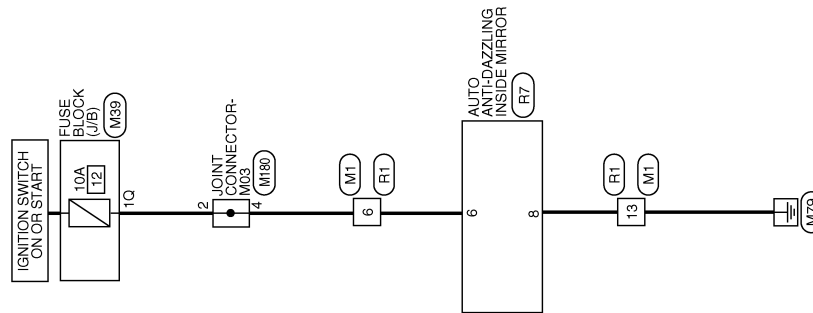 IGNITION SWITCH
ON OR START
FUSE
BLOCK
(J/B)
M39
10A
12
1Q
2
JOINT
CONNECTOR-
M03
M180
4
M1
6
R1
AUTO
ANTI-DAZZLING
INSIDE MIRROR
R7
6
8
R1
13
M1
M79